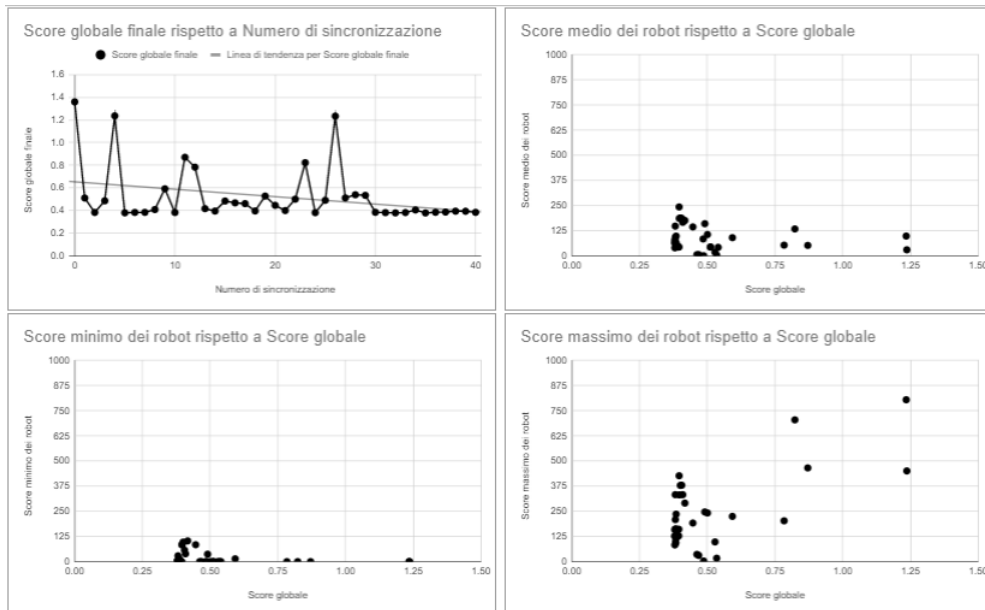 Score globale finale rispetto a Numero di sincronizzazione
Score globale finale Linea di tendenza per Score globale finale
Score globale finale
1.6
1.4
1.2
1.0
0.8
0.6
0.4
0.2
0.0
0 10 20 30 40
Numero di sincronizzazione
Score medio dei robot rispetto a Score globale
Score medio dei robot
1000
875
750
625
500
375
250
125
0
0.00 0.25 0.50 0.75 1.00 1.25 1.50
Score globale
Score minimo dei robot rispetto a Score globale
Score minimo dei robot
1000
875
750
625
500
375
250
125
0
0.00 0.25 0.50 0.75 1.00 1.25 1.50
Score globale
Score massimo dei robot rispetto a Score globale
Score massimo dei robot
1000
875
750
625
500
375
250
125
0
0.00 0.25 0.50 0.75 1.00 1.25 1.50
Score globale